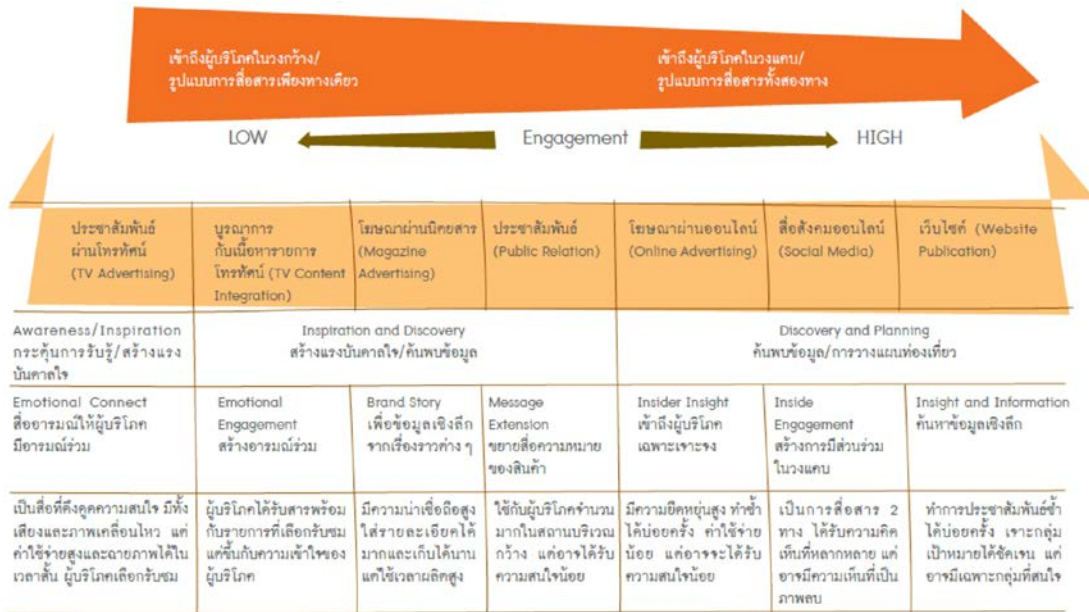 เข้าถึงผู้บริโภคในวงกว้าง/
รูปแบบการสื่อสารเพียงทางเดียว
เข้าถึงผู้บริโภคในวงแคบ/
รูปแบบการสื่อสารทั้งสองทาง
LOW
Engagement
HIGH
ประชาสัมพันธ์
ผ่านโทรทัศน์
(TV Advertising)
บูรณาการ
กับเนื้อหารายการ
โทรทัศน์ (TV Content
Integration)
โฆษณาผ่านนิตยสาร
(Magazine
Advertising)
ประชาสัมพันธ์
(Public Relation)
โฆษณาผ่านออนไลน์
(Online Advertising)
สื่อสังคมออนไลน์
(Social Media)
เว็บไซต์ (Website
Publication)
Awareness/Inspiration
กระตุ้นการรับรู้/สร้างแรง
บันดาลใจ
Inspiration and Discovery
สร้างแรงบันดาลใจ/ค้นพบข้อมูล
Discovery and Planning
ค้นพบข้อมูล/การวางแผนท่องเที่ยว
Emotional Connect
สื่ออารมณ์ให้ผู้บริโภค
มีอารมณ์ร่วม
Emotional
Engagement
สร้างอารมณ์ร่วม
Brand Story
เพื่อข้อมูลเชิงลึก
จากเรื่องราวต่าง ๆ
Message
Extension
ขยายสื่อความหมาย
ของสินค้า
Insider Insight
เข้าถึงผู้บริโภค
เฉพาะเจาะจง
Inside
Engagement
สร้างการมีส่วนร่วม
ในวงแคบ
Insight and Information
ค้นหาข้อมูลเชิงลึก
เป็นสื่อที่ดึงดูดความสนใจ มีทั้ง
เสียงและภาพเคลื่อนไหว แต่
ค่าใช้จ่ายสูงและฉายภาพได้ใน
เวลาสั้น ผู้บริโภคเลือกรับชม
ผู้บริโภคได้รับสารพร้อม
กับรายการที่เลือกรับชม
แต่ขึ้นกับความเข้าใจของ
ผู้บริโภค
มีความน่าเชื่อถือสูง
ใส่รายละเอียดได้
มากและเก็บได้นาน
แต่ใช้เวลาผลิตสูง
ใช้กับผู้บริโภคจำนวน
มากในสถานบริเวณ
กว้าง แต่อาจได้รับ
ความสนใจน้อย
มีความยืดหยุ่นสูง ทำซ้ำ
ได้บ่อยครั้ง ค่าใช้จ่าย
น้อย แต่อาจจะได้รับ
ความสนใจน้อย
เป็นการสื่อสาร 2
ทาง ได้รับความคิด
เห็นที่หลากหลาย แต่
อาจมีความเห็นที่เป็น
ภาพลบ
ทำการประชาสัมพันธ์ซ้ำ
ได้บ่อยครั้ง เจาะกลุ่ม
เป้าหมายได้ชัดเจน แต่
อาจมีเฉพาะกลุ่มที่สนใจ